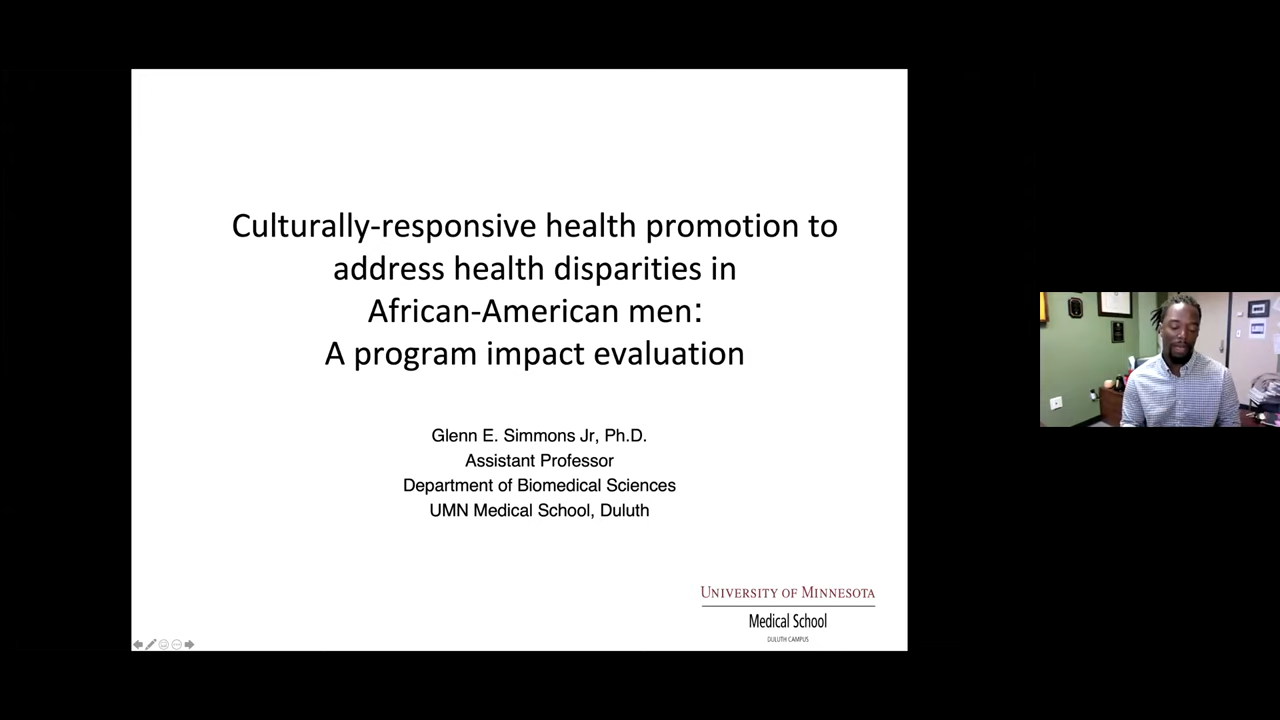 Culturally-responsive health promotion to
address health disparities in
African-American men:
A program impact evaluation
Glenn E. Simmons Jr, Ph.D.
Assistant Professor
Department of Biomedical Sciences
UMN Medical School, Duluth
UNIVERSITY OF MINNESOTA
Medical School
DULUTH CAMPUS